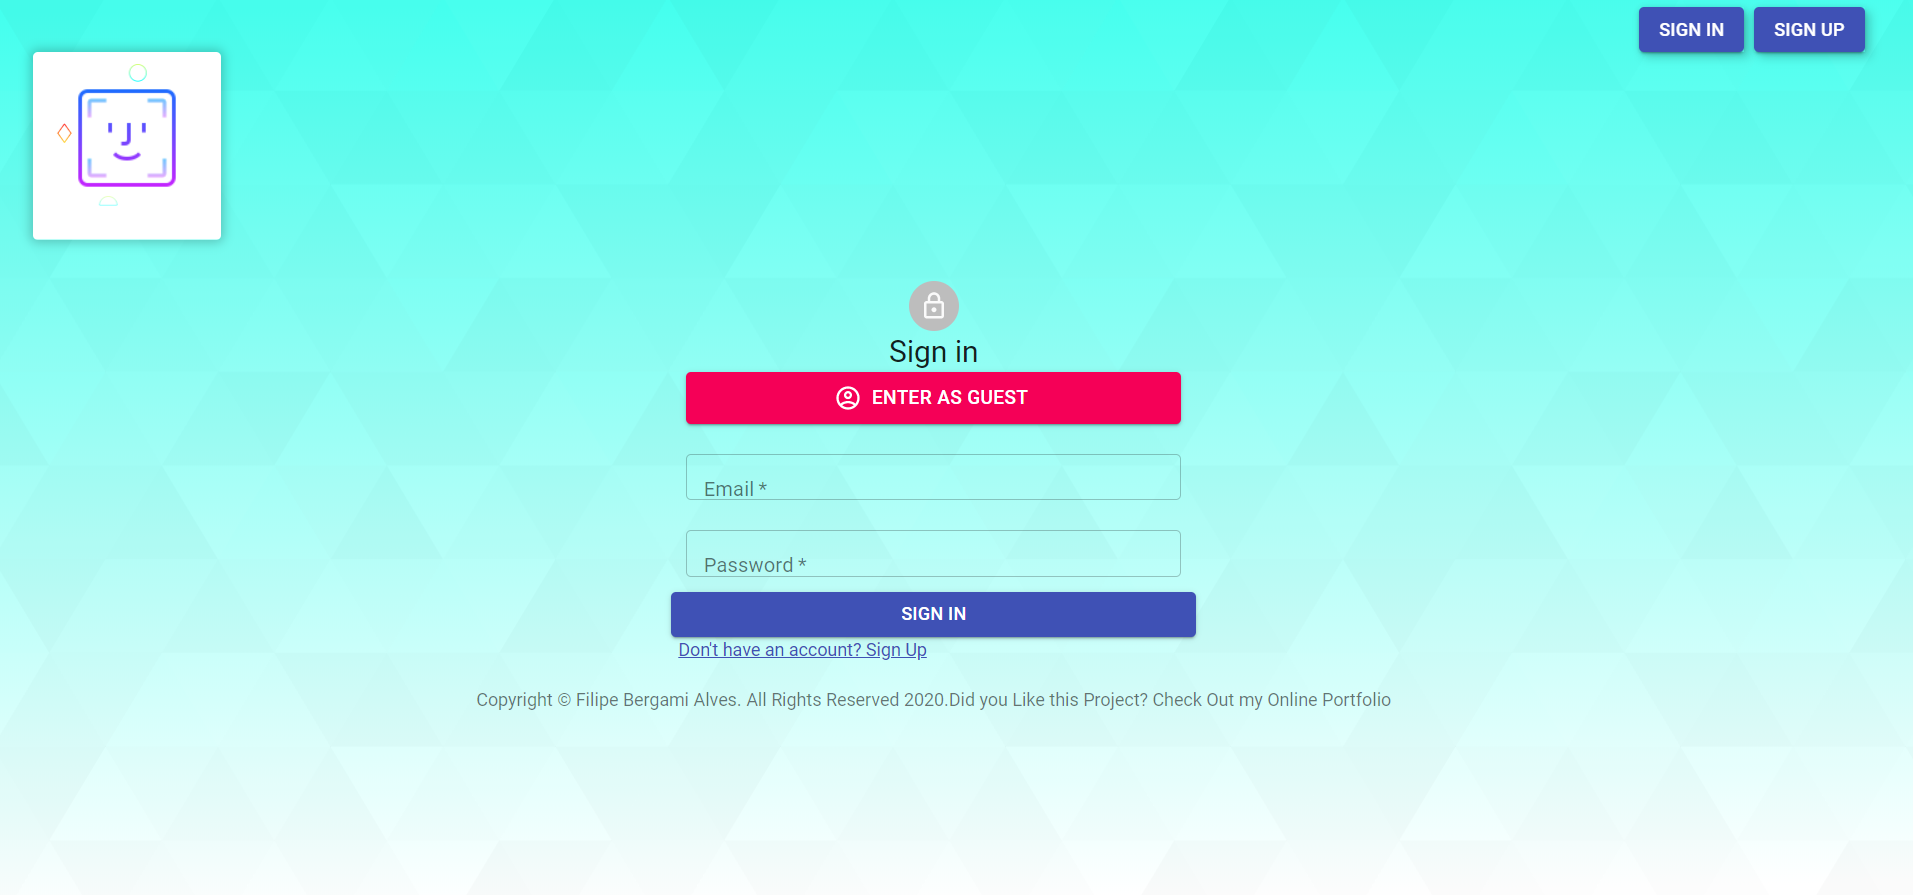 SIGN IN SIGN UP
Sign in
ENTER AS GUEST
Email *
Password *
SIGN IN
Don't have an account? Sign Up
Copyright © Filipe Bergami Alves. All Rights Reserved 2020.Did you Like this Project? Check Out my Online Portfolio